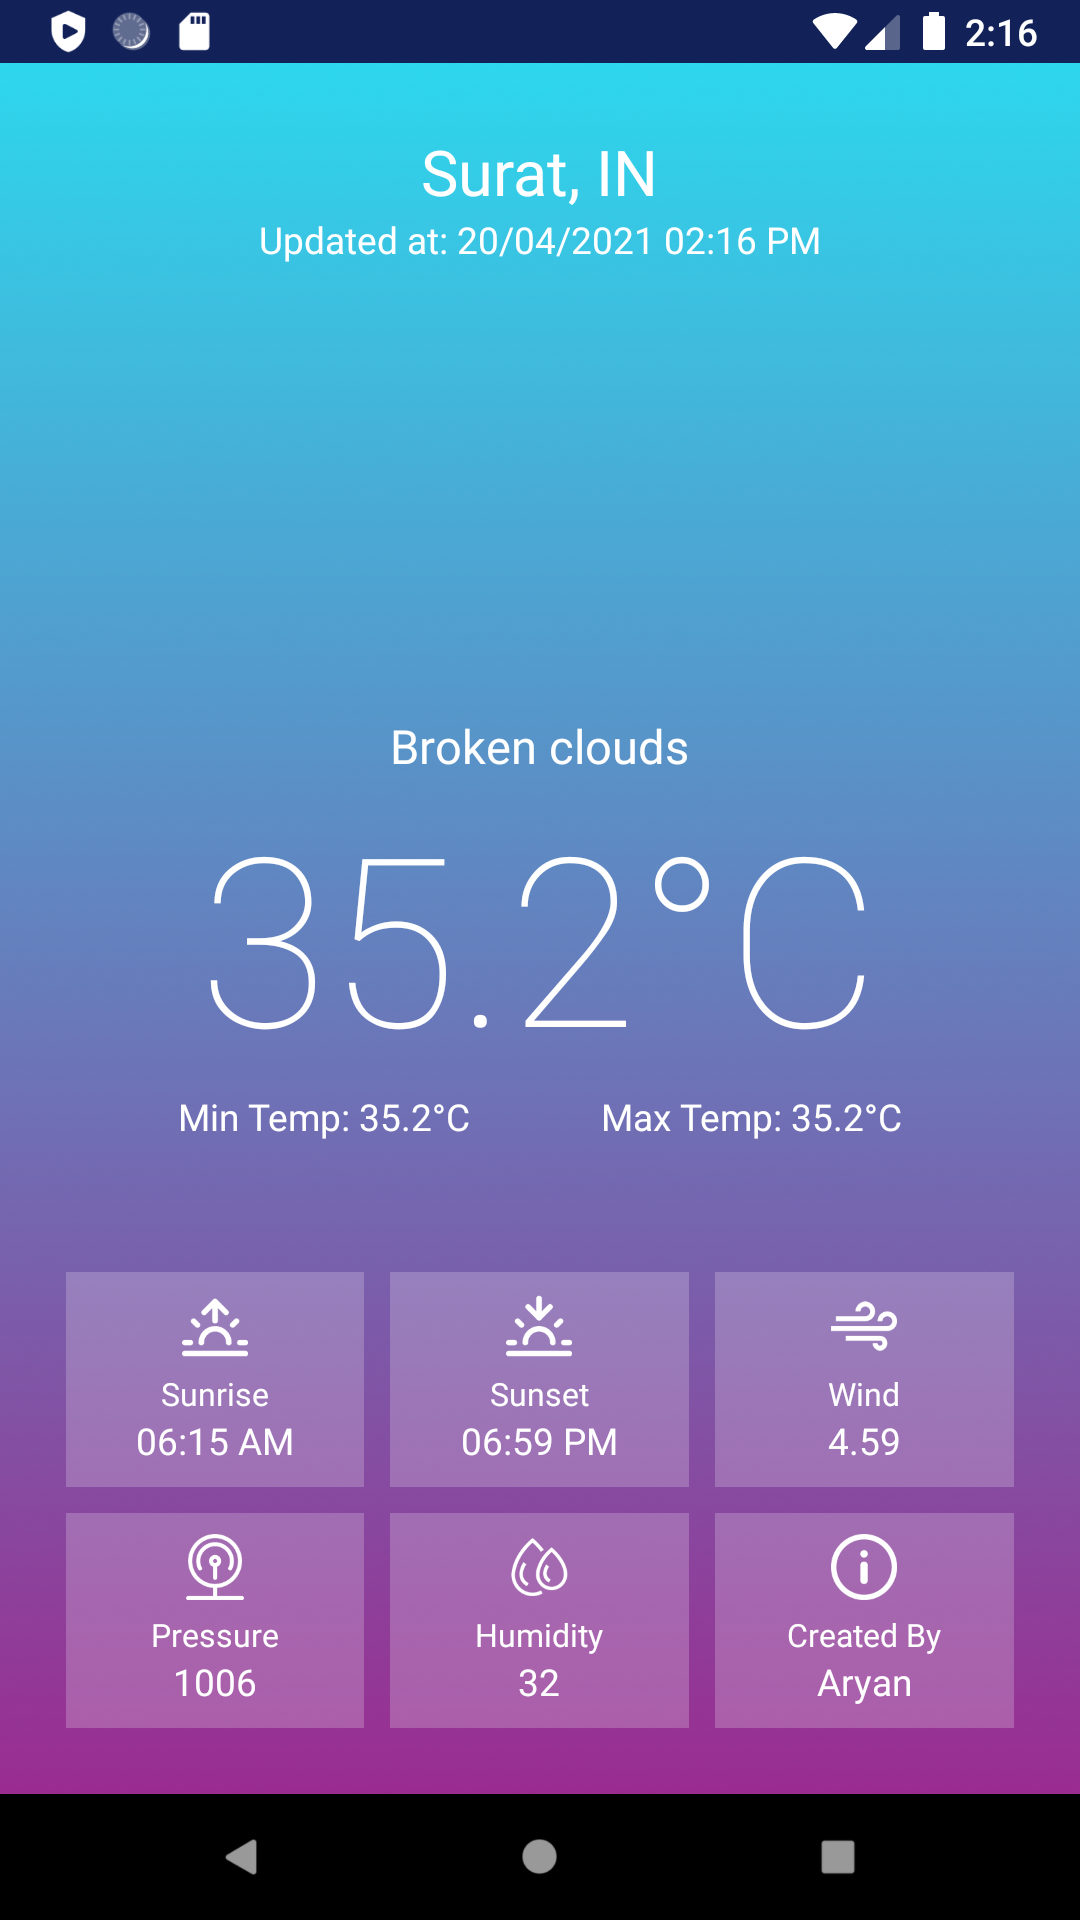 2:16
Surat, IN
Updated at: 20/04/2021 02:16 PM
Broken clouds
35.2°C
Min Temp: 35.2°C Max Temp: 35.2°C
Sunrise
06:15 AM
Sunset
06:59 PM
Wind
4.59
Pressure
1006
Humidity
32
Created By
Aryan